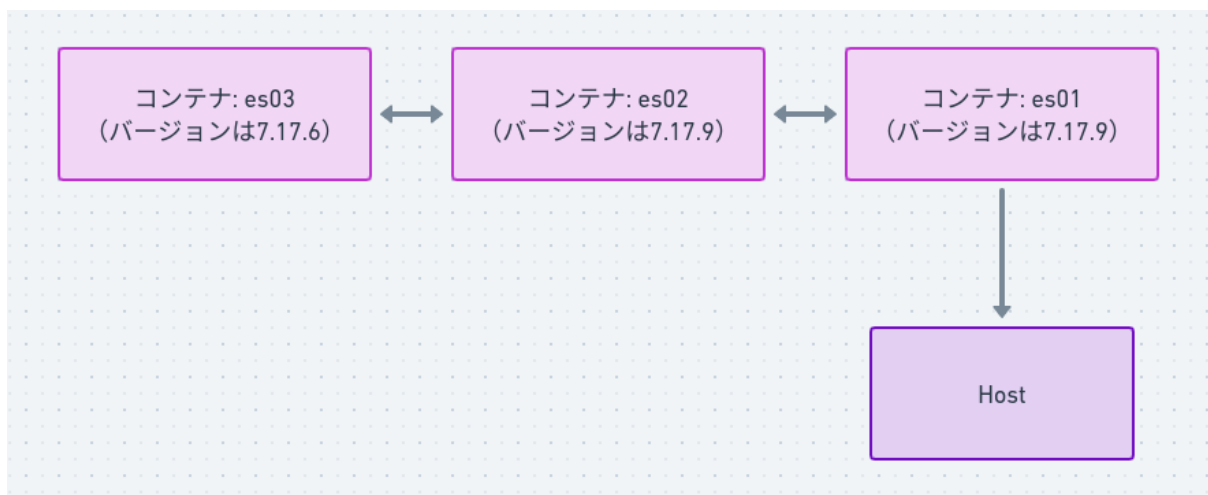 コンテナ: es03
（バージョンは7.17.6）
コンテナ: es02
（バージョンは7.17.9）
コンテナ: es01
（バージョンは7.17.9）
Host